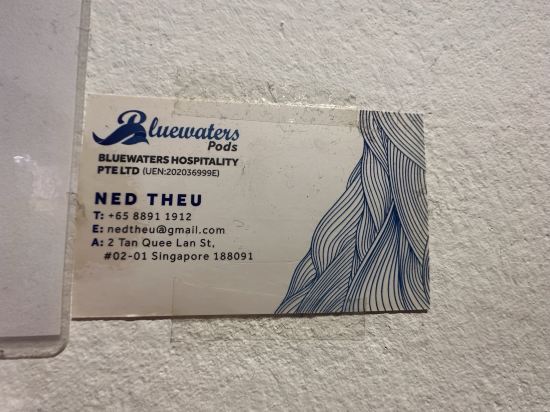 Bluewaters
Pods
BLUEWATERS HOSPITALITY
PTE LTD (UEN:202036999E)
NED THEU
T: +65 8891 1912
E: nedtheu@gmail.com
A: 2 Tan Quee Lan St,
#02-01 Singapore 188091